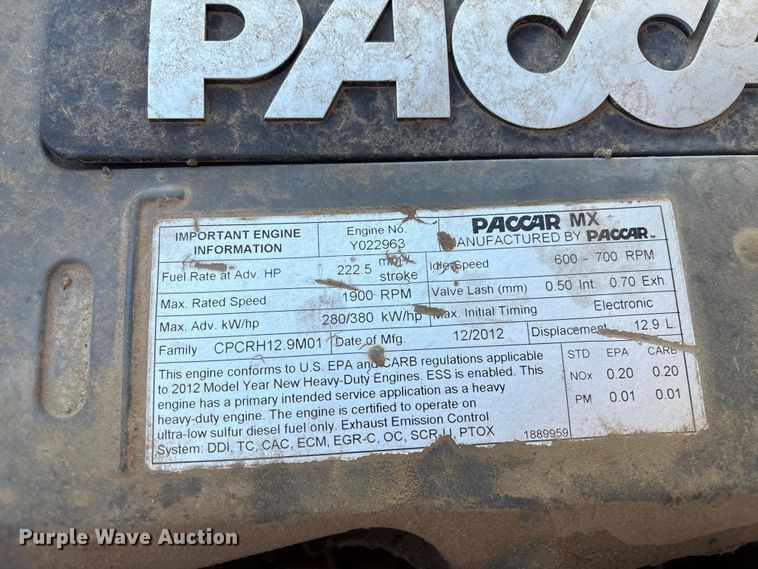 PACCA
IMPORTANT ENGINE INFORMATION
Engine No. Y022963
PACCAR MX
MANUFACTURED BY PACCAR
Fuel Rate at Adv. HP 222.5 stroke
Idle Speed 600 - 700 RPM
Max. Rated Speed 1900 RPM
Valve Lash (mm) 0.50 Int. 0.70 Exh.
Max. Adv. kW/hp 280/380 kW/hp
Max. Initial Timing Electronic
Family CPCRH12.9M01
Date of Mfg. 12/2012
Displacement 12.9 L.
This engine conforms to U.S. EPA and CARB regulations applicable
to 2012 Model Year New Heavy-Duty Engines. ESS is enabled. This
engine has a primary intended service application as a heavy
heavy-duty engine. The engine is certified to operate on
ultra-low sulfur diesel fuel only. Exhaust Emission Control
System: DDI, TC, CAC, ECM, EGR-C, OC, SCR-U, PTOX
1889959
STD EPA CARB
NOx 0.20 0.20
PM 0.01 0.01
Purple Wave Auction